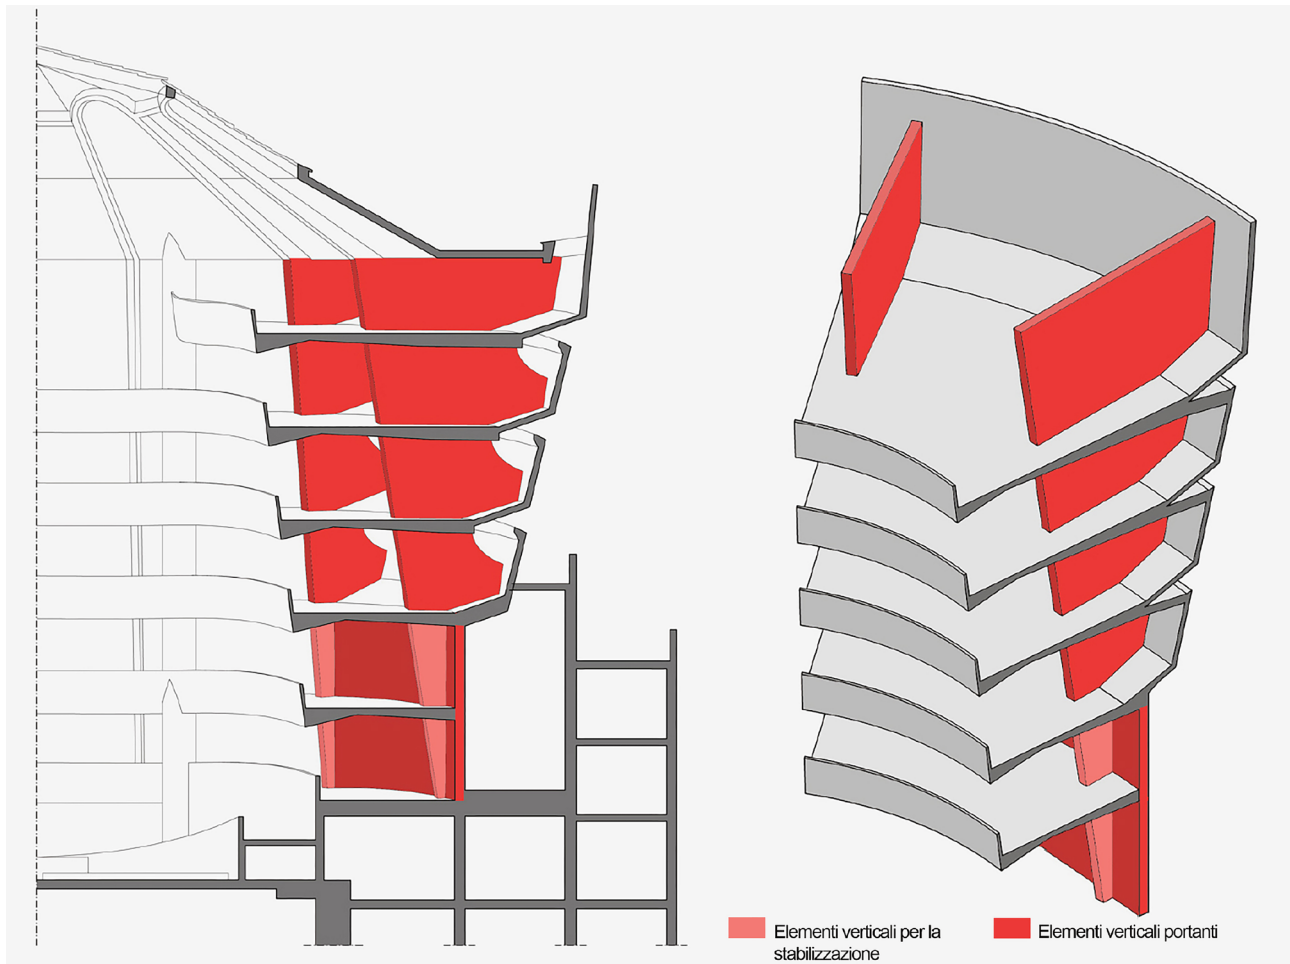 Elementi verticali per la
stabilizzazione
Elementi verticali portanti